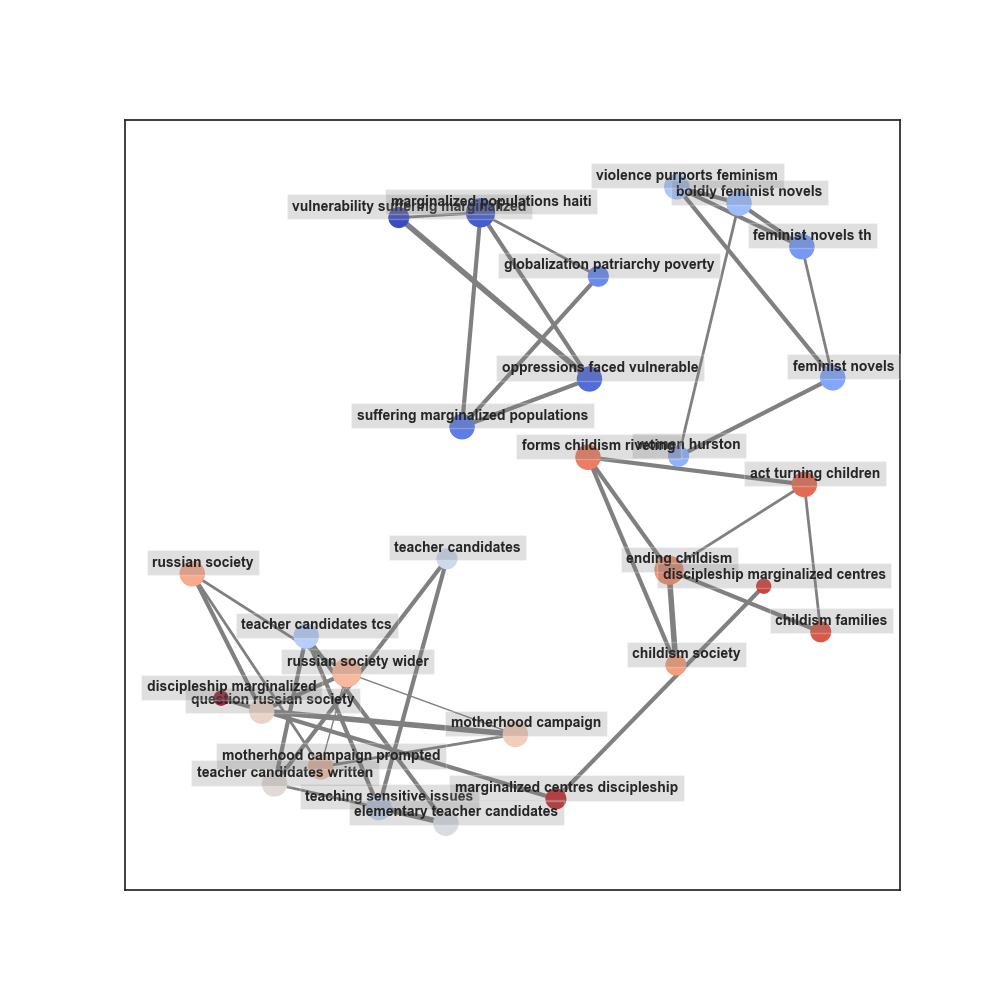 violence purports feminism
boldly feminist novels
marginalized populations haiti
vulnerability suffering marginalized
feminist novels th
globalization patriarchy poverty
oppressions faced vulnerable
feminist novels
suffering marginalized populations
forms childism riveting
women hurston
act turning children
teacher candidates
ending childism
russian society
discipleship marginalized centres
childism families
teacher candidates tcs
childism society
russian society wider
discipleship marginalized
question russian society
motherhood campaign
motherhood campaign prompted
teacher candidates written
marginalized centres discipleship
teaching sensitive issues
elementary teacher candidates